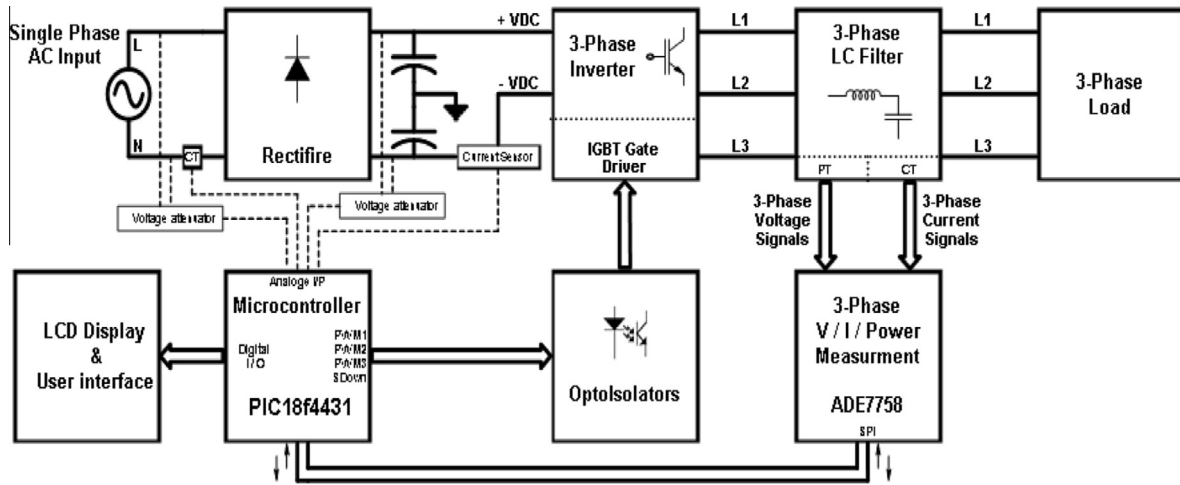 Single Phase
AC Input
L
N
CT
Rectifire
+ VDC
- VDC
CurrentSensor
3-Phase
Inverter
IGBT Gate
Driver
L1
L2
L3
3-Phase
LC Filter
PT
CT
L1
L2
L3
3-Phase
Load
Voltage attenuator
Voltage attenuator
3-Phase
Voltage
Signals
3-Phase
Current
Signals
LCD Display
&
User interface
Analoge I/P
Microcontroller
Digital
I/O
PWM1
PWM2
PWM3
SDown
PIC18f4431
OptoIsolators
3-Phase
V / I / Power
Measurment
ADE7758
SPI